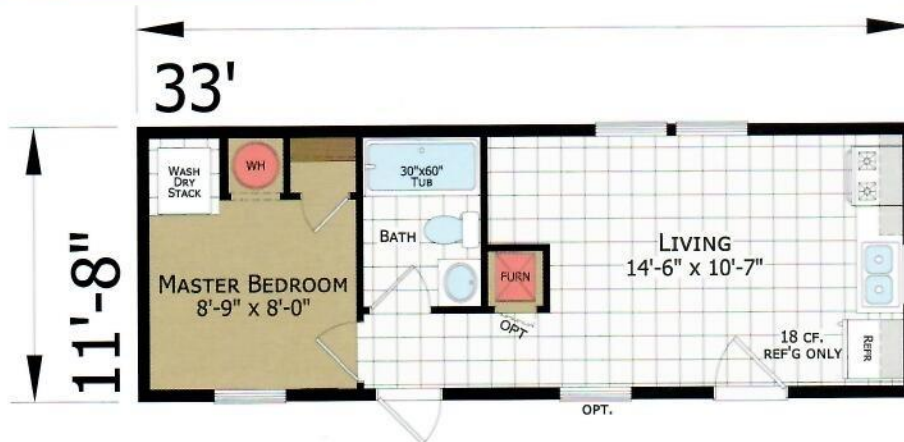 33'
11'-8"
WASH
DRY
STACK
WH
30"x60"
TUB
BATH
MASTER BEDROOM
8'-9" x 8'-0"
FURN
OPT
LIVING
14'-6" x 10'-7"
18 CF.
REF'G ONLY
REFR
OPT.